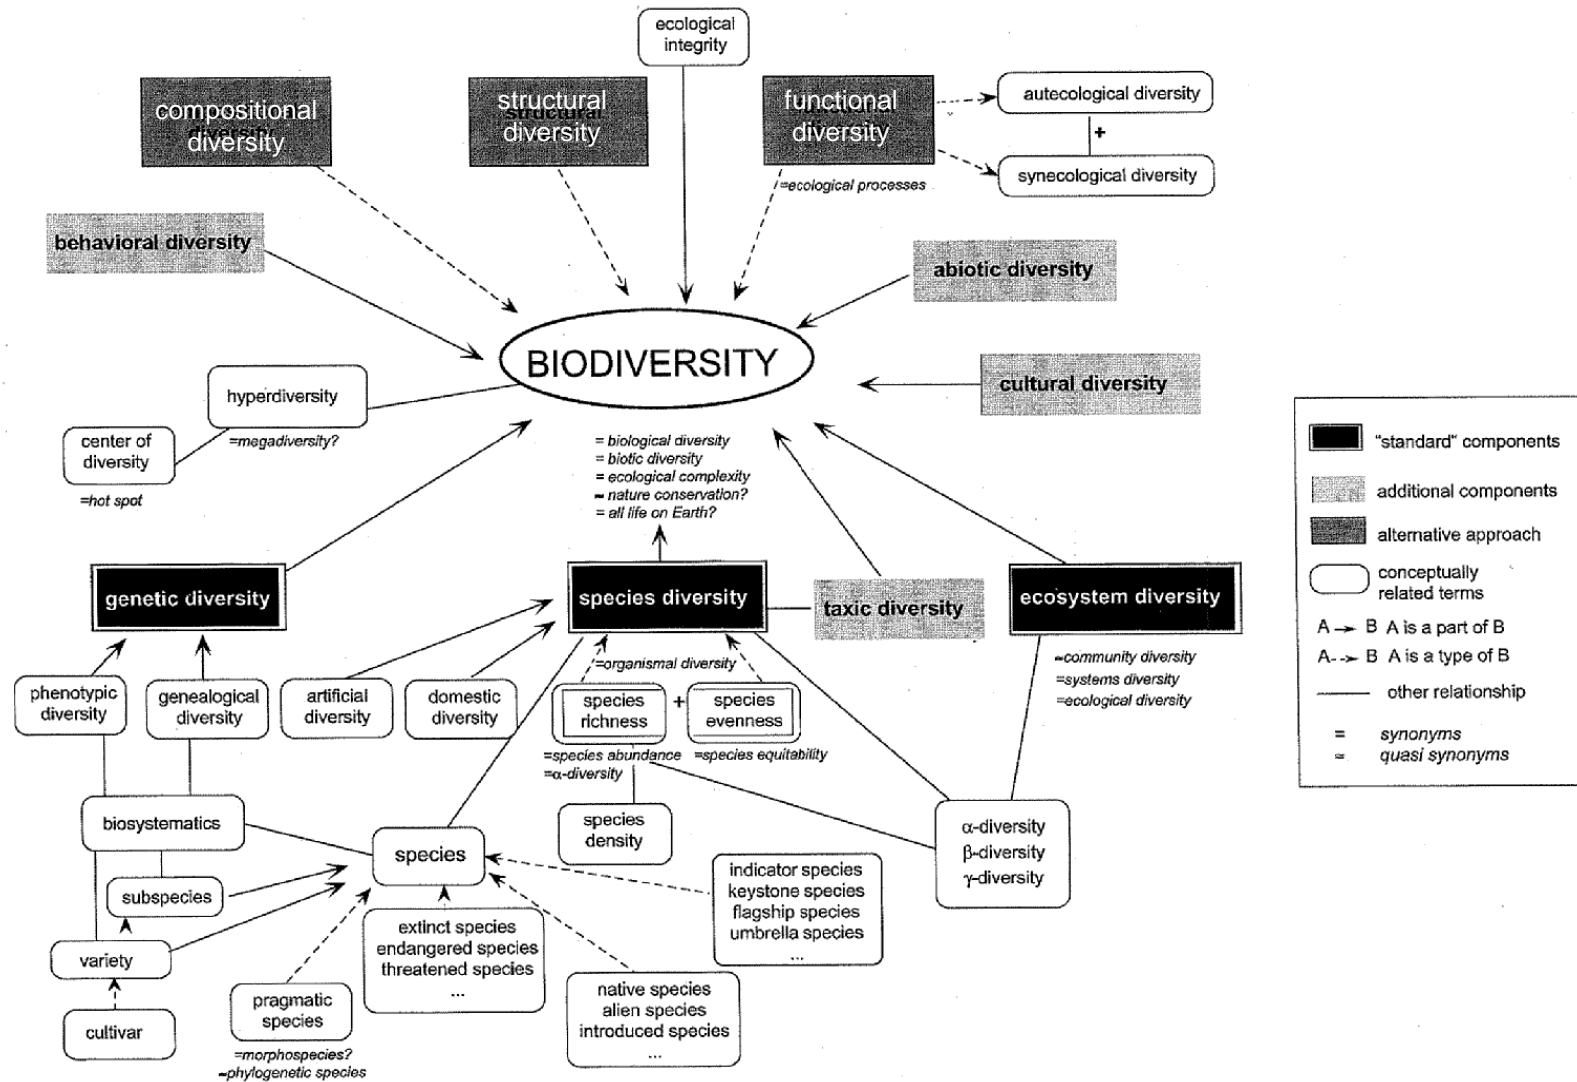 ecological
integrity
compositional
diversity
structural
diversity
functional
diversity
=ecological processes
autecological diversity
+
synecological diversity
behavioral diversity
abiotic diversity
cultural diversity
BIODIVERSITY
hyperdiversity
=megadiversity?
center of
diversity
=hot spot
= biological diversity
= biotic diversity
= ecological complexity
≈ nature conservation?
= all life on Earth?
genetic diversity
species diversity
taxic diversity
ecosystem diversity
=organismal diversity
≈community diversity
=systems diversity
=ecological diversity
phenotypic
diversity
genealogical
diversity
artificial
diversity
domestic
diversity
species
richness
+
species
evenness
=species abundance
=α-diversity
=species equitability
species
density
biosystematics
species
subspecies
variety
cultivar
pragmatic
species
=morphospecies?
≈phylogenetic species
extinct species
endangered species
threatened species
...
native species
alien species
introduced species
...
indicator species
keystone species
flagship species
umbrella species
...
α-diversity
β-diversity
γ-diversity
"standard" components
additional components
alternative approach
conceptually
related terms
A → B A is a part of B
A --> B A is a type of B
other relationship
= synonyms
≈ quasi synonyms